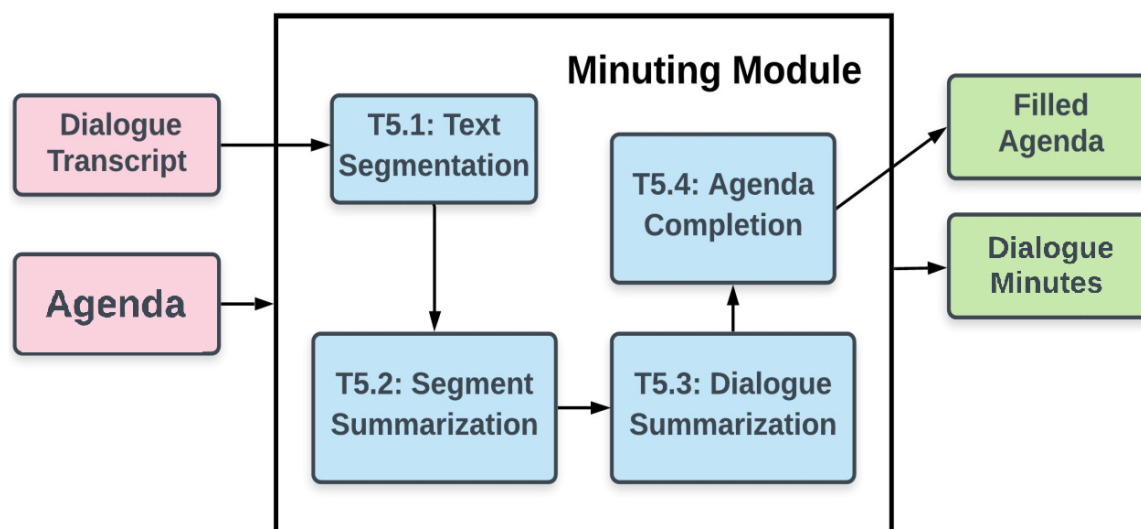 Minuting Module
Dialogue
Transcript
Agenda
T5.1: Text
Segmentation
T5.2: Segment
Summarization
T5.3: Dialogue
Summarization
T5.4: Agenda
Completion
Filled
Agenda
Dialogue
Minutes